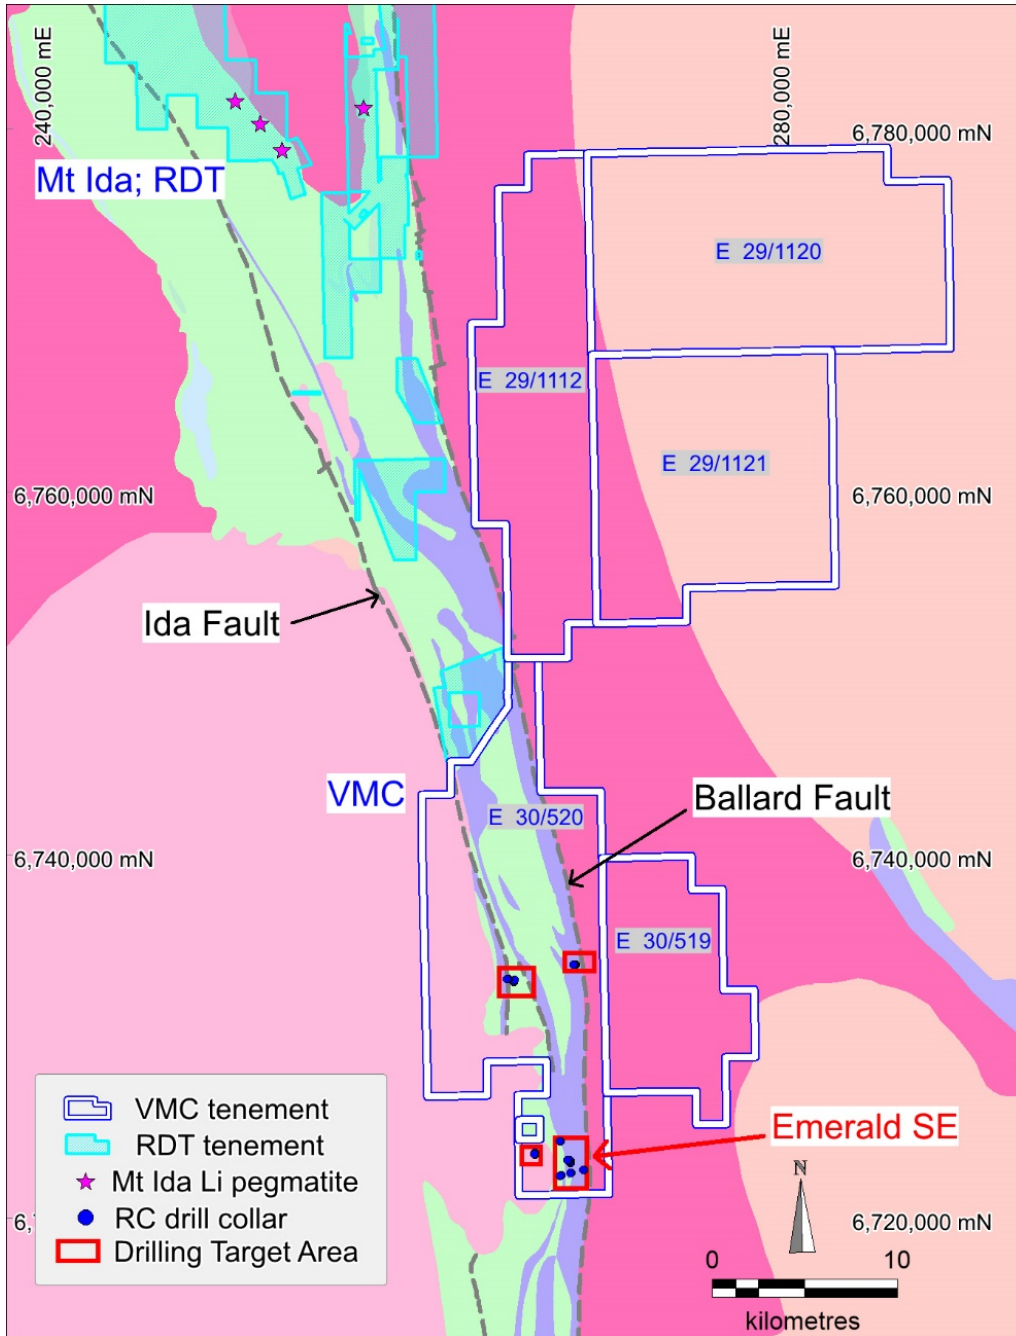 240,000 mE
280,000 mE
6,780,000 mN
Mt Ida; RDT
E 29/1120
E 29/1112
E 29/1121
6,760,000 mN
6,760,000 mN
Ida Fault
VMC
Ballard Fault
E 30/520
6,740,000 mN
6,740,000 mN
E 30/519
VMC tenement
RDT tenement
Mt Ida Li pegmatite
RC drill collar
Drilling Target Area
Emerald SE
N
6,720,000 mN
0 10
kilometres